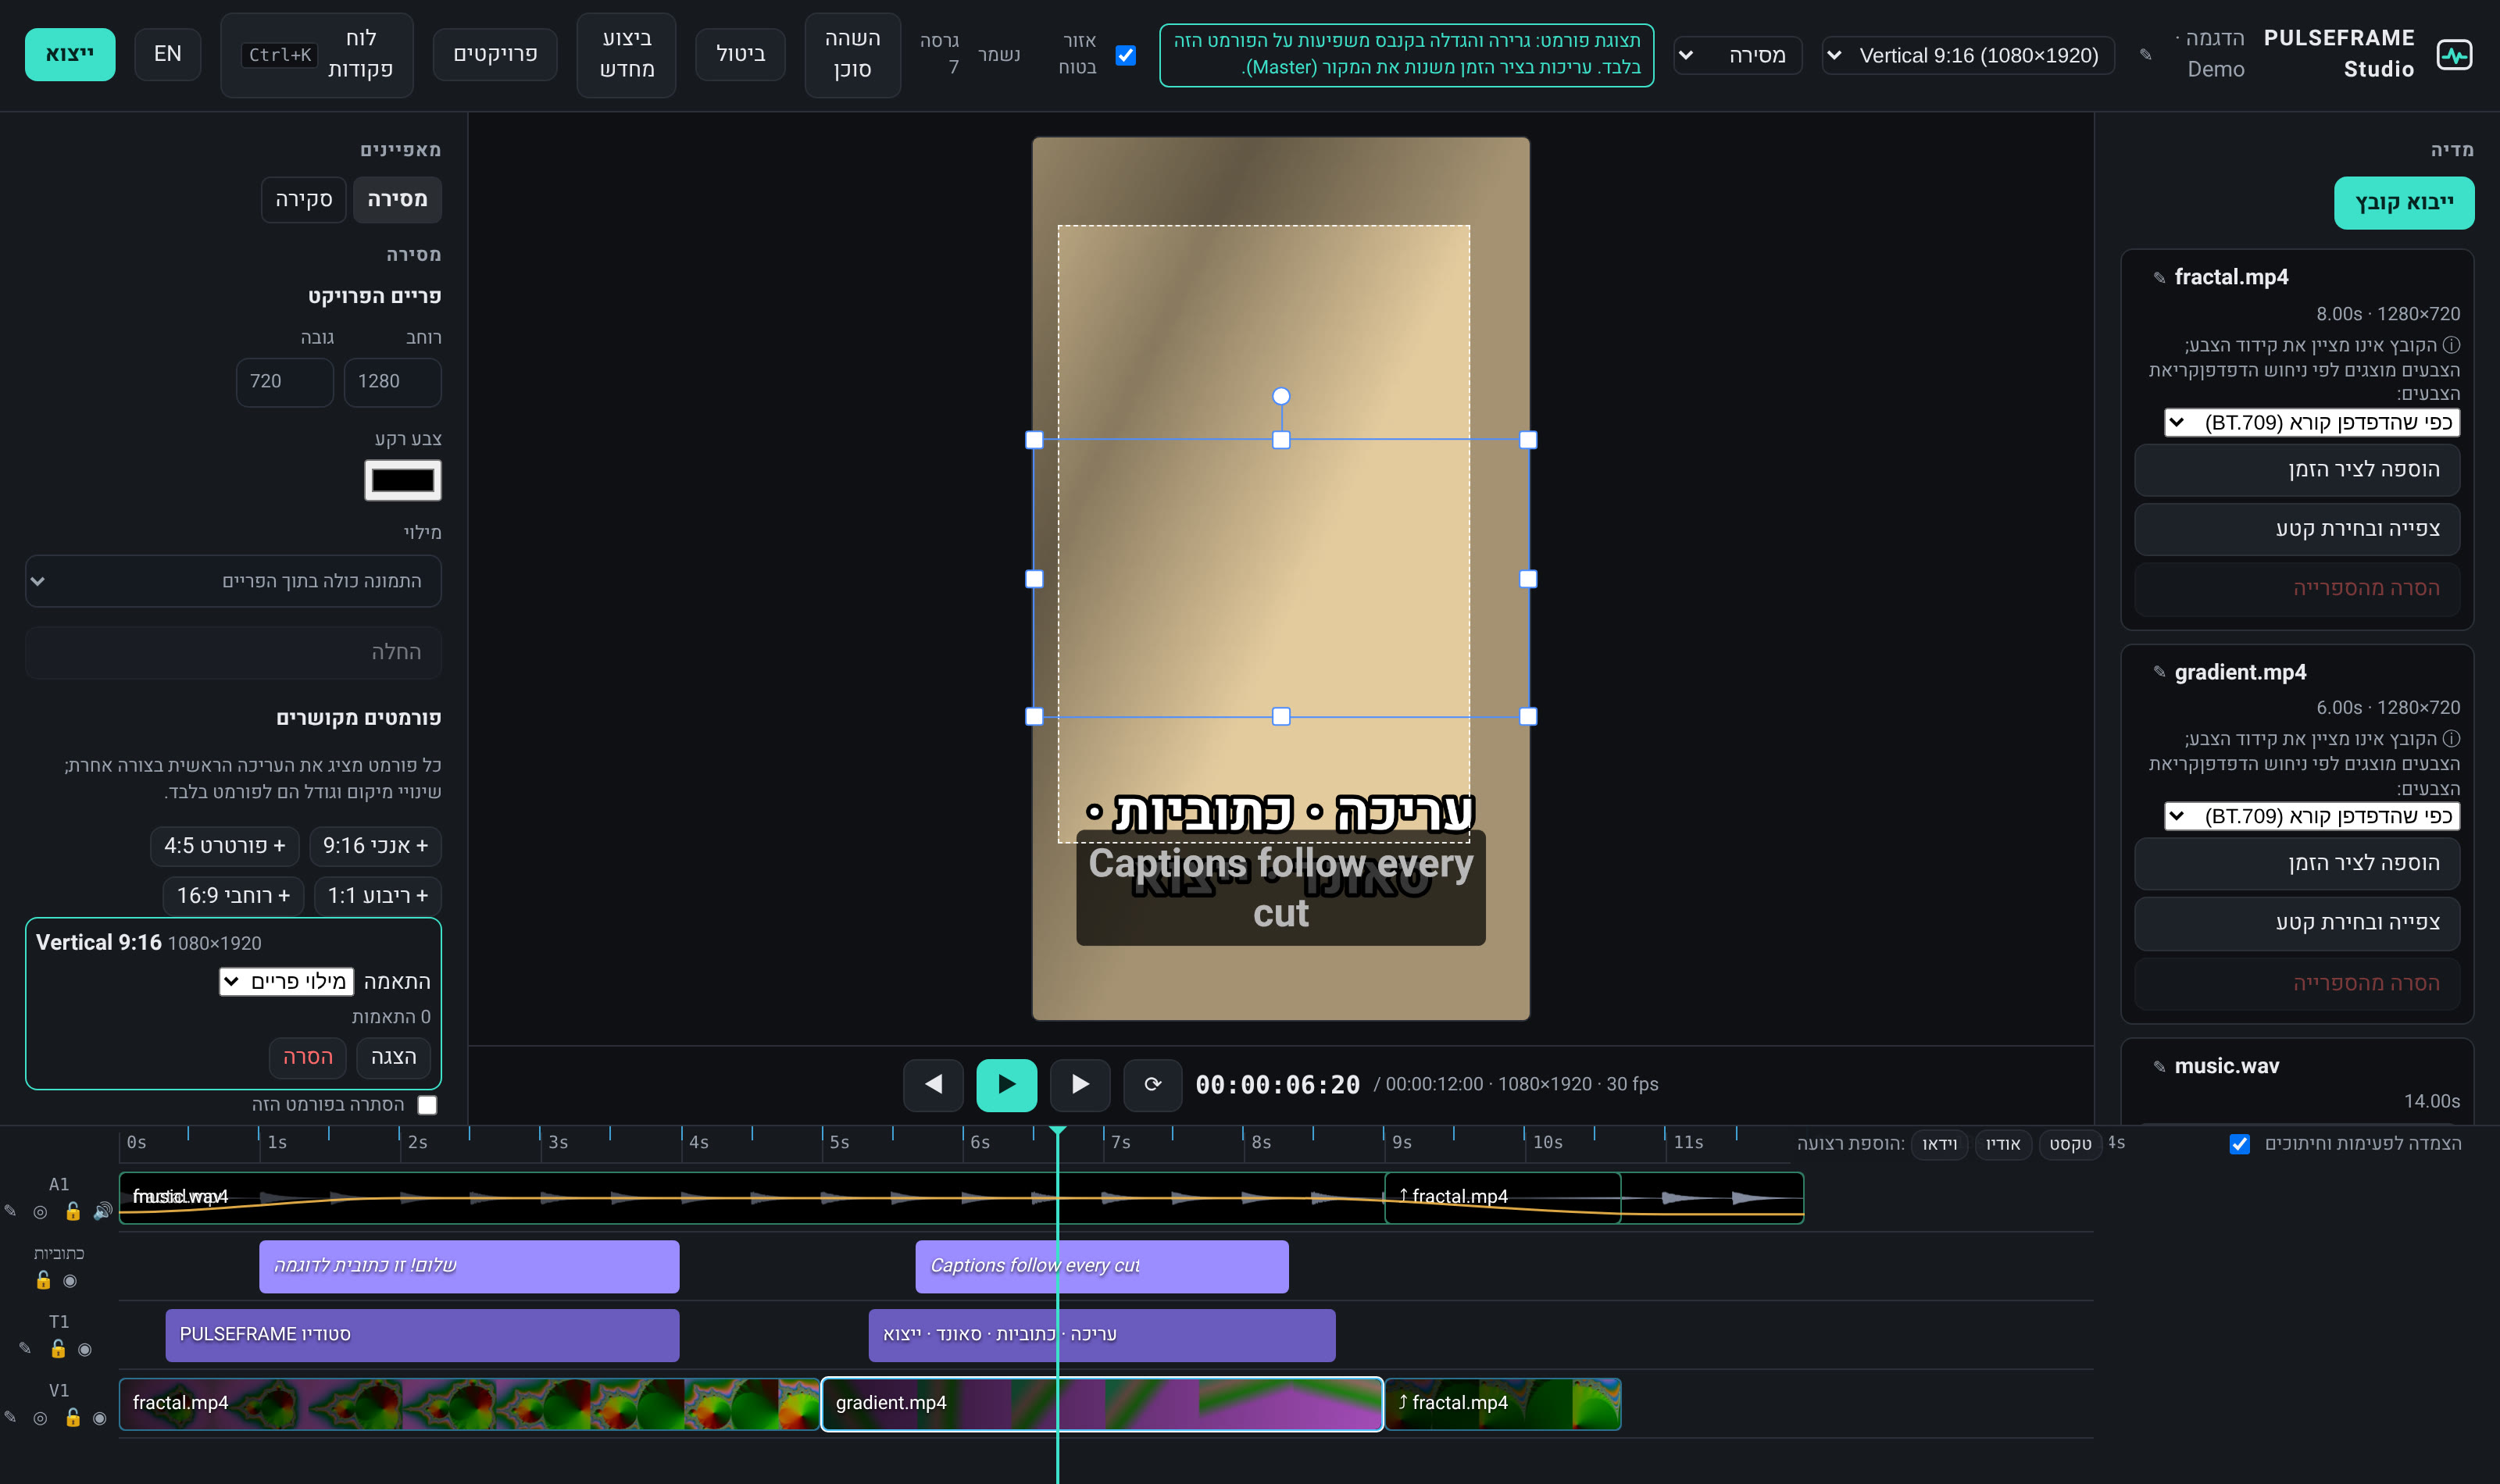 PULSEFRAME
Studio
הדגמה ·
Demo
Vertical 9:16 (1080×1920)
מסירה
תצוגת פורמט: גרירה והגדלה בקנבס משפיעות על הפורמט הזה
בלבד. עריכות בציר הזמן משנות את המקור (Master).
אזור
בטוח
נשמר
גרסה
7
השהה
סוכן
ביטול
ביצוע
מחדש
פרויקטים
לוח
פקודות
Ctrl+K
EN
ייצוא
מדיה
ייבוא קובץ
fractal.mp4
8.00s · 1280×720
ⓘ הקובץ אינו מציין את קידוד הצבע;
הצבעים מוצגים לפי ניחוש הדפדפןקריאת
הצבעים:
כפי שהדפדפן קורא (BT.709)
הוספה לציר הזמן
צפייה ובחירת קטע
הסרה מהספרייה
gradient.mp4
6.00s · 1280×720
ⓘ הקובץ אינו מציין את קידוד הצבע;
הצבעים מוצגים לפי ניחוש הדפדפןקריאת
הצבעים:
כפי שהדפדפן קורא (BT.709)
הוספה לציר הזמן
צפייה ובחירת קטע
הסרה מהספרייה
music.wav
14.00s
עריכה · כתוביות ·
סאונד · ייצוא
Captions follow every
cut
00:00:06:20 / 00:00:12:00 · 1080×1920 · 30 fps
מאפיינים
מסירה
סקירה
מסירה
פריים הפרויקט
רוחב
גובה
1280
720
צבע רקע
מילוי
התמונה כולה בתוך הפריים
החלה
פורמטים מקושרים
כל פורמט מציג את העריכה הראשית בצורה אחרת;
שינויי מיקום וגודל הם לפורמט בלבד.
+ אנכי 9:16
+ פורטרט 4:5
+ ריבוע 1:1
+ רוחבי 16:9
Vertical 9:16 1080×1920
התאמה
מילוי פריים
0 התאמות
הצגה
הסרה
הסתרה בפורמט הזה
הצמדה לפעימות וחיתוכים
הוספת רצועה:
וידאו
אודיו
טקסט
0s 1s 2s 3s 4s 5s 6s 7s 8s 9s 10s 11s 4s
A1
music.wav
fractal.mp4
⤴ fractal.mp4
כתוביות
שלום! זו כתובית לדוגמה
Captions follow every cut
T1
PULSEFRAME סטודיו
עריכה · כתוביות · סאונד · ייצוא
V1
fractal.mp4
gradient.mp4
⤴ fractal.mp4